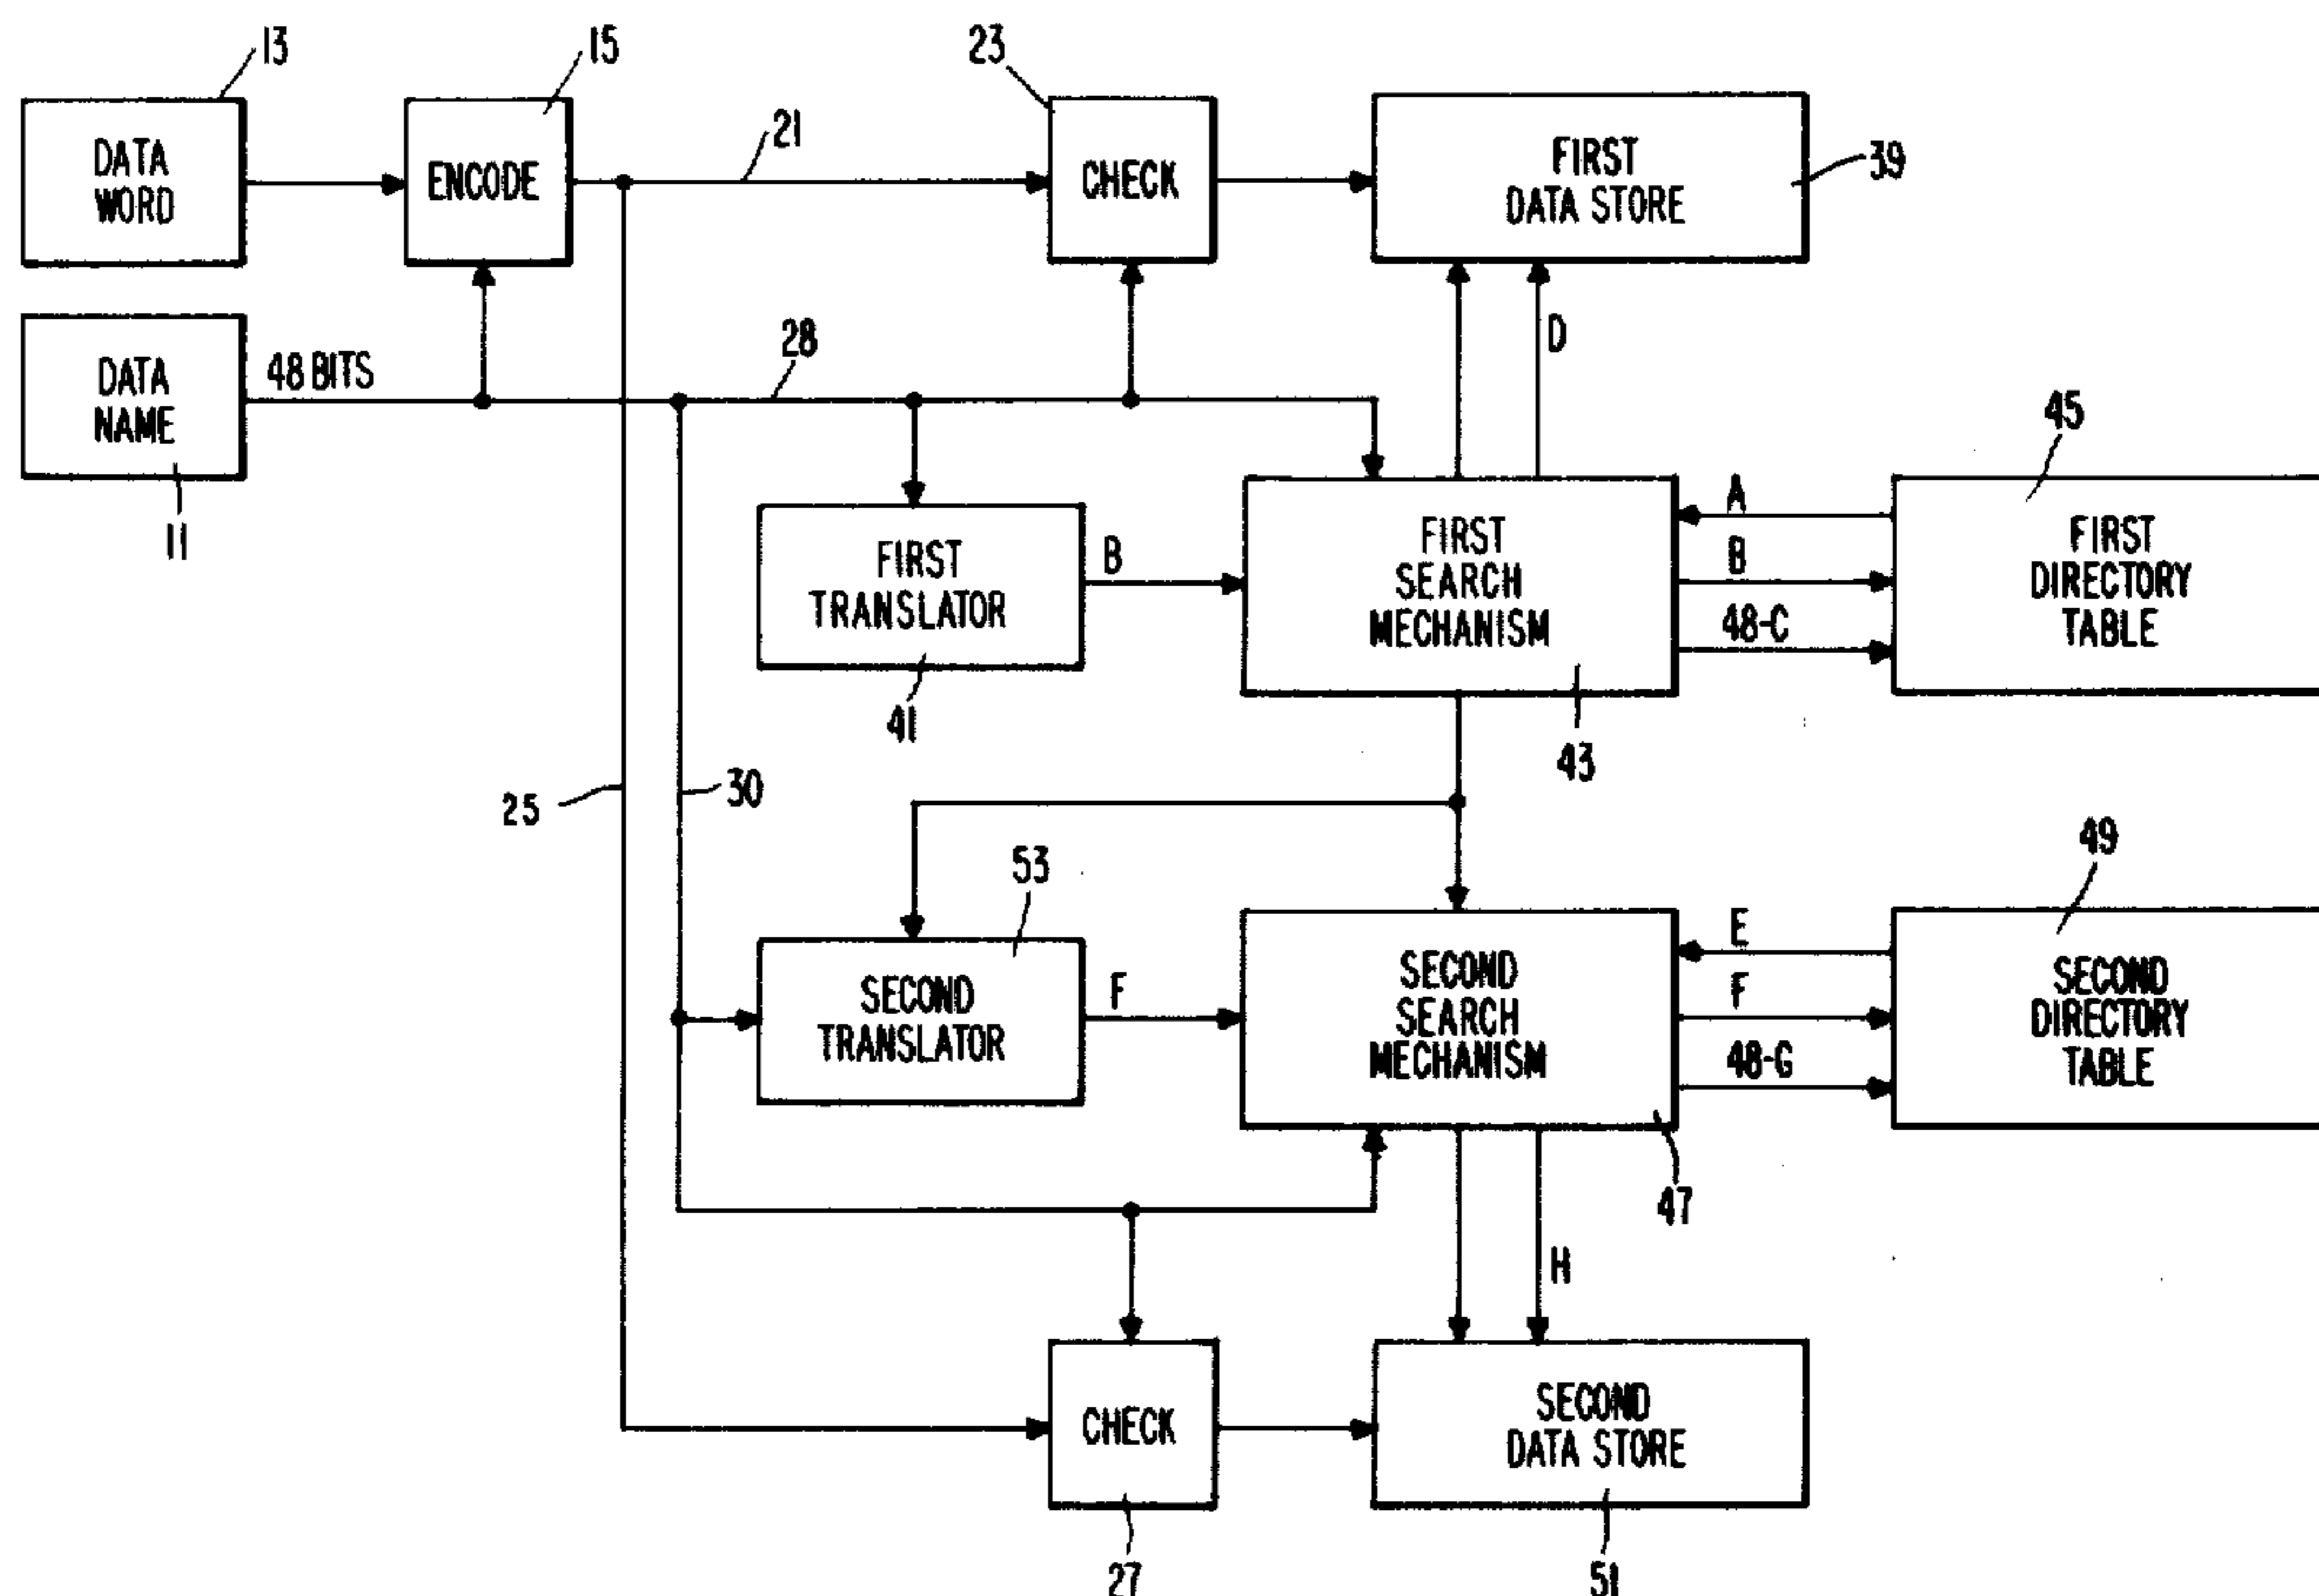 13
15
23
DATA
WORD
ENCODE
21
CHECK
FIRST
DATA STORE
39
DATA
NAME
48 BITS
28
D
11
45
FIRST
TRANSLATOR
B
FIRST
SEARCH
MECHANISM
A
B
48-C
FIRST
DIRECTORY
TABLE
41
43
25
30
53
49
SECOND
TRANSLATOR
F
SECOND
SEARCH
MECHANISM
E
F
48-G
SECOND
DIRECTORY
TABLE
47
H
CHECK
SECOND
DATA STORE
27
51